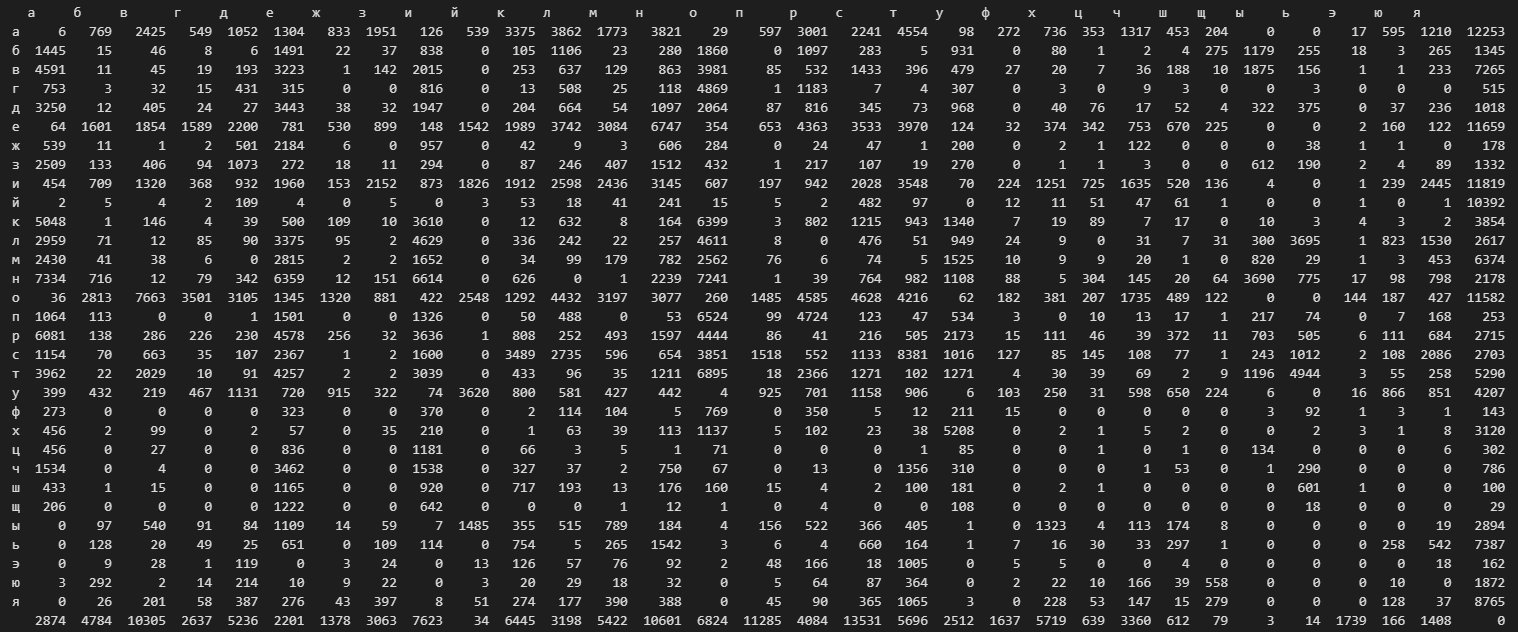 а б в г д е ж з и й к л м н о п р с т у ф х ц ч ш щ ы ь э ю я
а 6 769 2425 549 1052 1304 833 1951 126 539 3375 3862 1773 3821 29 597 3001 2241 4554 98 272 736 353 1317 453 204 0 0 17 595 1210 12253
б 1445 15 46 8 6 1491 22 37 838 0 105 1106 23 280 1860 0 1097 283 5 931 0 80 1 2 4 275 1179 255 18 3 265 1345
в 4591 11 45 19 193 3223 1 142 2015 0 253 637 129 863 3981 85 532 1433 396 479 27 20 7 36 188 10 1875 156 1 1 233 7265
г 753 3 32 15 431 315 0 0 816 0 13 508 25 118 4869 1 1183 7 4 307 0 3 0 9 3 0 0 3 0 0 0 515
д 3250 12 405 24 27 3443 38 32 1947 0 204 664 54 1097 2064 87 816 345 73 968 0 40 76 17 52 4 322 375 0 37 236 1018
е 64 1601 1854 1589 2200 781 530 899 148 1542 1989 3742 3084 6747 354 653 4363 3533 3970 124 32 374 342 753 670 225 0 0 2 160 122 11659
ж 539 11 1 2 501 2184 6 0 957 0 42 9 3 606 284 0 24 47 1 200 0 2 1 122 0 0 0 38 1 1 0 178
з 2509 133 406 94 1073 272 18 11 294 0 87 246 407 1512 432 1 217 107 19 270 0 1 1 3 0 0 612 190 2 4 89 1332
и 454 709 1320 368 932 1960 153 2152 873 1826 1912 2598 2436 3145 607 197 942 2028 3548 70 224 1251 725 1635 520 136 4 0 1 239 2445 11819
й 2 5 4 2 109 4 0 5 0 3 53 18 41 241 15 5 2 482 97 0 12 11 51 47 61 1 0 0 1 0 1 10392
к 5048 1 146 4 39 500 109 10 3610 0 12 632 8 164 6399 3 802 1215 943 1340 7 19 89 7 17 0 10 3 4 3 2 3854
л 2959 71 12 85 90 3375 95 2 4629 0 336 242 22 257 4611 8 0 476 51 949 24 9 0 31 7 31 300 3695 1 823 1530 2617
м 2430 41 38 6 0 2815 2 2 1652 0 34 99 179 782 2562 76 6 74 5 1525 10 9 9 20 1 0 820 29 1 3 453 6374
н 7334 716 12 79 342 6359 12 151 6614 0 626 0 1 2239 7241 1 39 764 982 1108 88 5 304 145 20 64 3690 775 17 98 798 2178
о 36 2813 7663 3501 3105 1345 1320 881 422 2548 1292 4432 3197 3077 260 1485 4585 4628 4216 62 182 381 207 1735 489 122 0 0 144 187 427 11582
п 1064 113 0 0 1 1501 0 0 1326 0 50 488 0 53 6524 99 4724 123 47 534 3 0 10 13 17 1 217 74 0 7 168 253
р 6081 138 286 226 230 4578 256 32 3636 1 808 252 493 1597 4444 86 41 216 505 2173 15 111 46 39 372 11 703 505 6 111 684 2715
с 1154 70 663 35 107 2367 1 2 1600 0 3489 2735 596 654 3851 1518 552 1133 8381 1016 127 85 145 108 77 1 243 1012 2 108 2086 2703
т 3962 22 2029 10 91 4257 2 2 3039 0 433 96 35 1211 6895 18 2366 1271 102 1271 4 30 39 69 2 9 1196 4944 3 55 258 5290
у 399 432 219 467 1131 720 915 322 74 3620 800 581 427 442 4 925 701 1158 906 6 103 250 31 598 650 224 6 0 16 866 851 4207
ф 273 0 0 0 0 323 0 0 370 0 2 114 104 5 769 0 350 5 12 211 15 0 0 0 0 0 3 92 1 3 1 143
х 456 2 99 0 2 57 0 35 210 0 1 63 39 113 1137 5 102 23 38 5208 0 2 1 5 2 0 0 2 3 1 8 3120
ц 456 0 27 0 0 836 0 0 1181 0 66 3 5 1 71 0 0 0 1 85 0 0 1 0 1 0 134 0 0 0 6 302
ч 1534 0 4 0 0 3462 0 0 1538 0 327 37 2 750 67 0 13 0 1356 310 0 0 0 1 53 0 1 290 0 0 0 786
ш 433 1 15 0 0 1165 0 0 920 0 717 193 13 176 160 15 4 2 100 181 0 2 1 0 0 0 0 601 1 0 0 100
щ 206 0 0 0 0 1222 0 0 642 0 0 0 1 12 1 0 4 0 0 108 0 0 0 0 0 0 0 18 0 0 0 29
ы 0 97 540 91 84 1109 14 59 7 1485 355 515 789 184 4 156 522 366 405 1 0 1323 4 113 174 8 0 0 0 0 19 2894
ь 0 128 20 49 25 651 0 109 114 0 754 5 265 1542 3 6 4 660 164 1 7 16 30 33 297 1 0 0 0 258 542 7387
э 0 9 28 1 119 0 3 24 0 13 126 57 76 92 2 48 166 18 1005 0 5 5 0 0 4 0 0 0 0 0 18 162
ю 3 292 2 14 214 10 9 22 0 3 20 29 18 32 0 5 64 87 364 0 2 22 10 166 39 558 0 0 0 10 0 1872
я 0 26 201 58 387 276 43 397 8 51 274 177 390 388 0 45 90 365 1065 3 0 228 53 147 15 279 0 0 0 128 37 8765
2874 4784 10305 2637 5236 2201 1378 3063 7623 34 6445 3198 5422 10601 6824 11285 4084 13531 5696 2512 1637 5719 639 3360 612 79 3 14 1739 166 1408 0